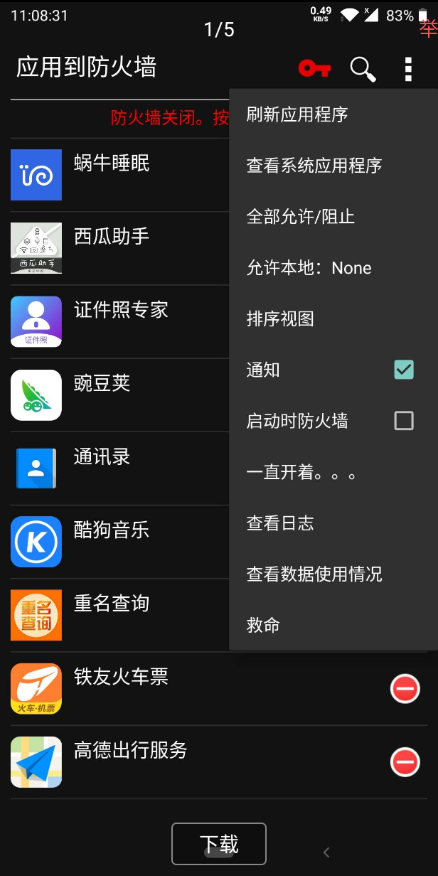 11:08:31
0.49
KB/S
83%
1/5
举
应用到防火墙
防火墙关闭。按
刷新应用程序
查看系统应用程序
全部允许/阻止
允许本地：None
排序视图
通知
启动时防火墙
一直开着。。。
查看日志
查看数据使用情况
救命
蜗牛睡眠
西瓜助手
西瓜助手
证件照专家
证件照
豌豆荚
通讯录
酷狗音乐
K
重名查询
重名
查询
铁友火车票
火车·机票
高德出行服务
下载